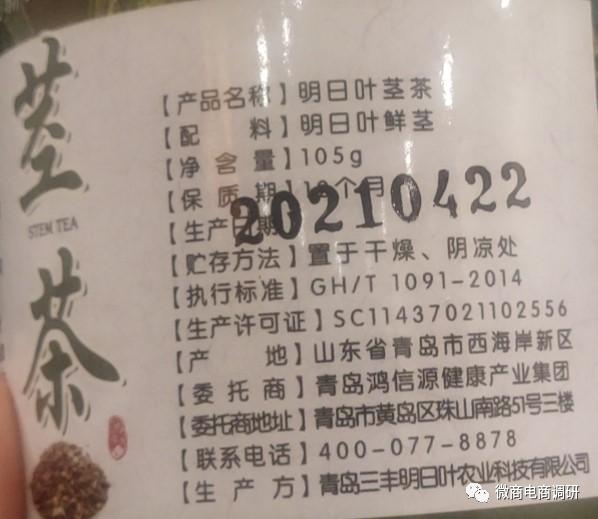 茎茶
STEM TEA
【产品名称】明日叶茎茶
【配 料】明日叶鲜茎
【净 含 量】105g
【保 质 期】18个月
【生产日期】20210422
【贮存方法】置于干燥、阴凉处
【执行标准】GH/T 1091-2014
【生产许可证】SC11437021102556
【产 地】山东省青岛市西海岸新区
【委 托 商】青岛鸿信源健康产业集团
【委托商地址】青岛市黄岛区珠山南路51号三楼
【联系电话】400-077-8878
【生 产 方】青岛三丰明日叶农业科技有限公司
微商电商调研